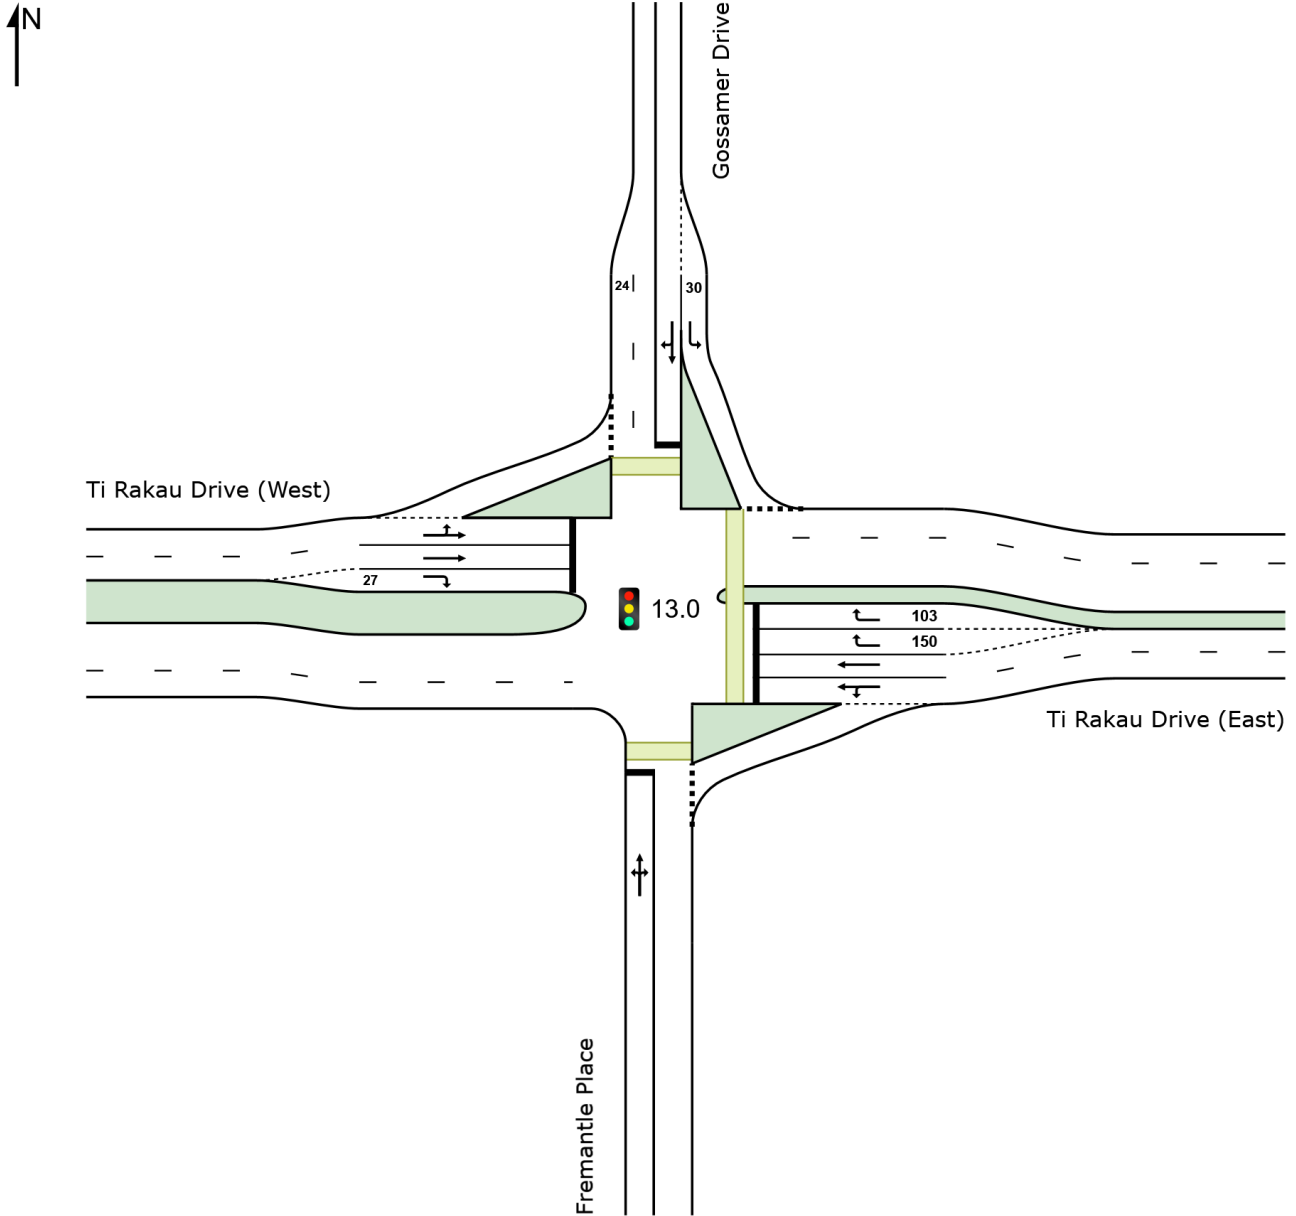 N
Gossamer Drive
24
30
Ti Rakau Drive (West)
27
13.0
103
150
Ti Rakau Drive (East)
Fremantle Place